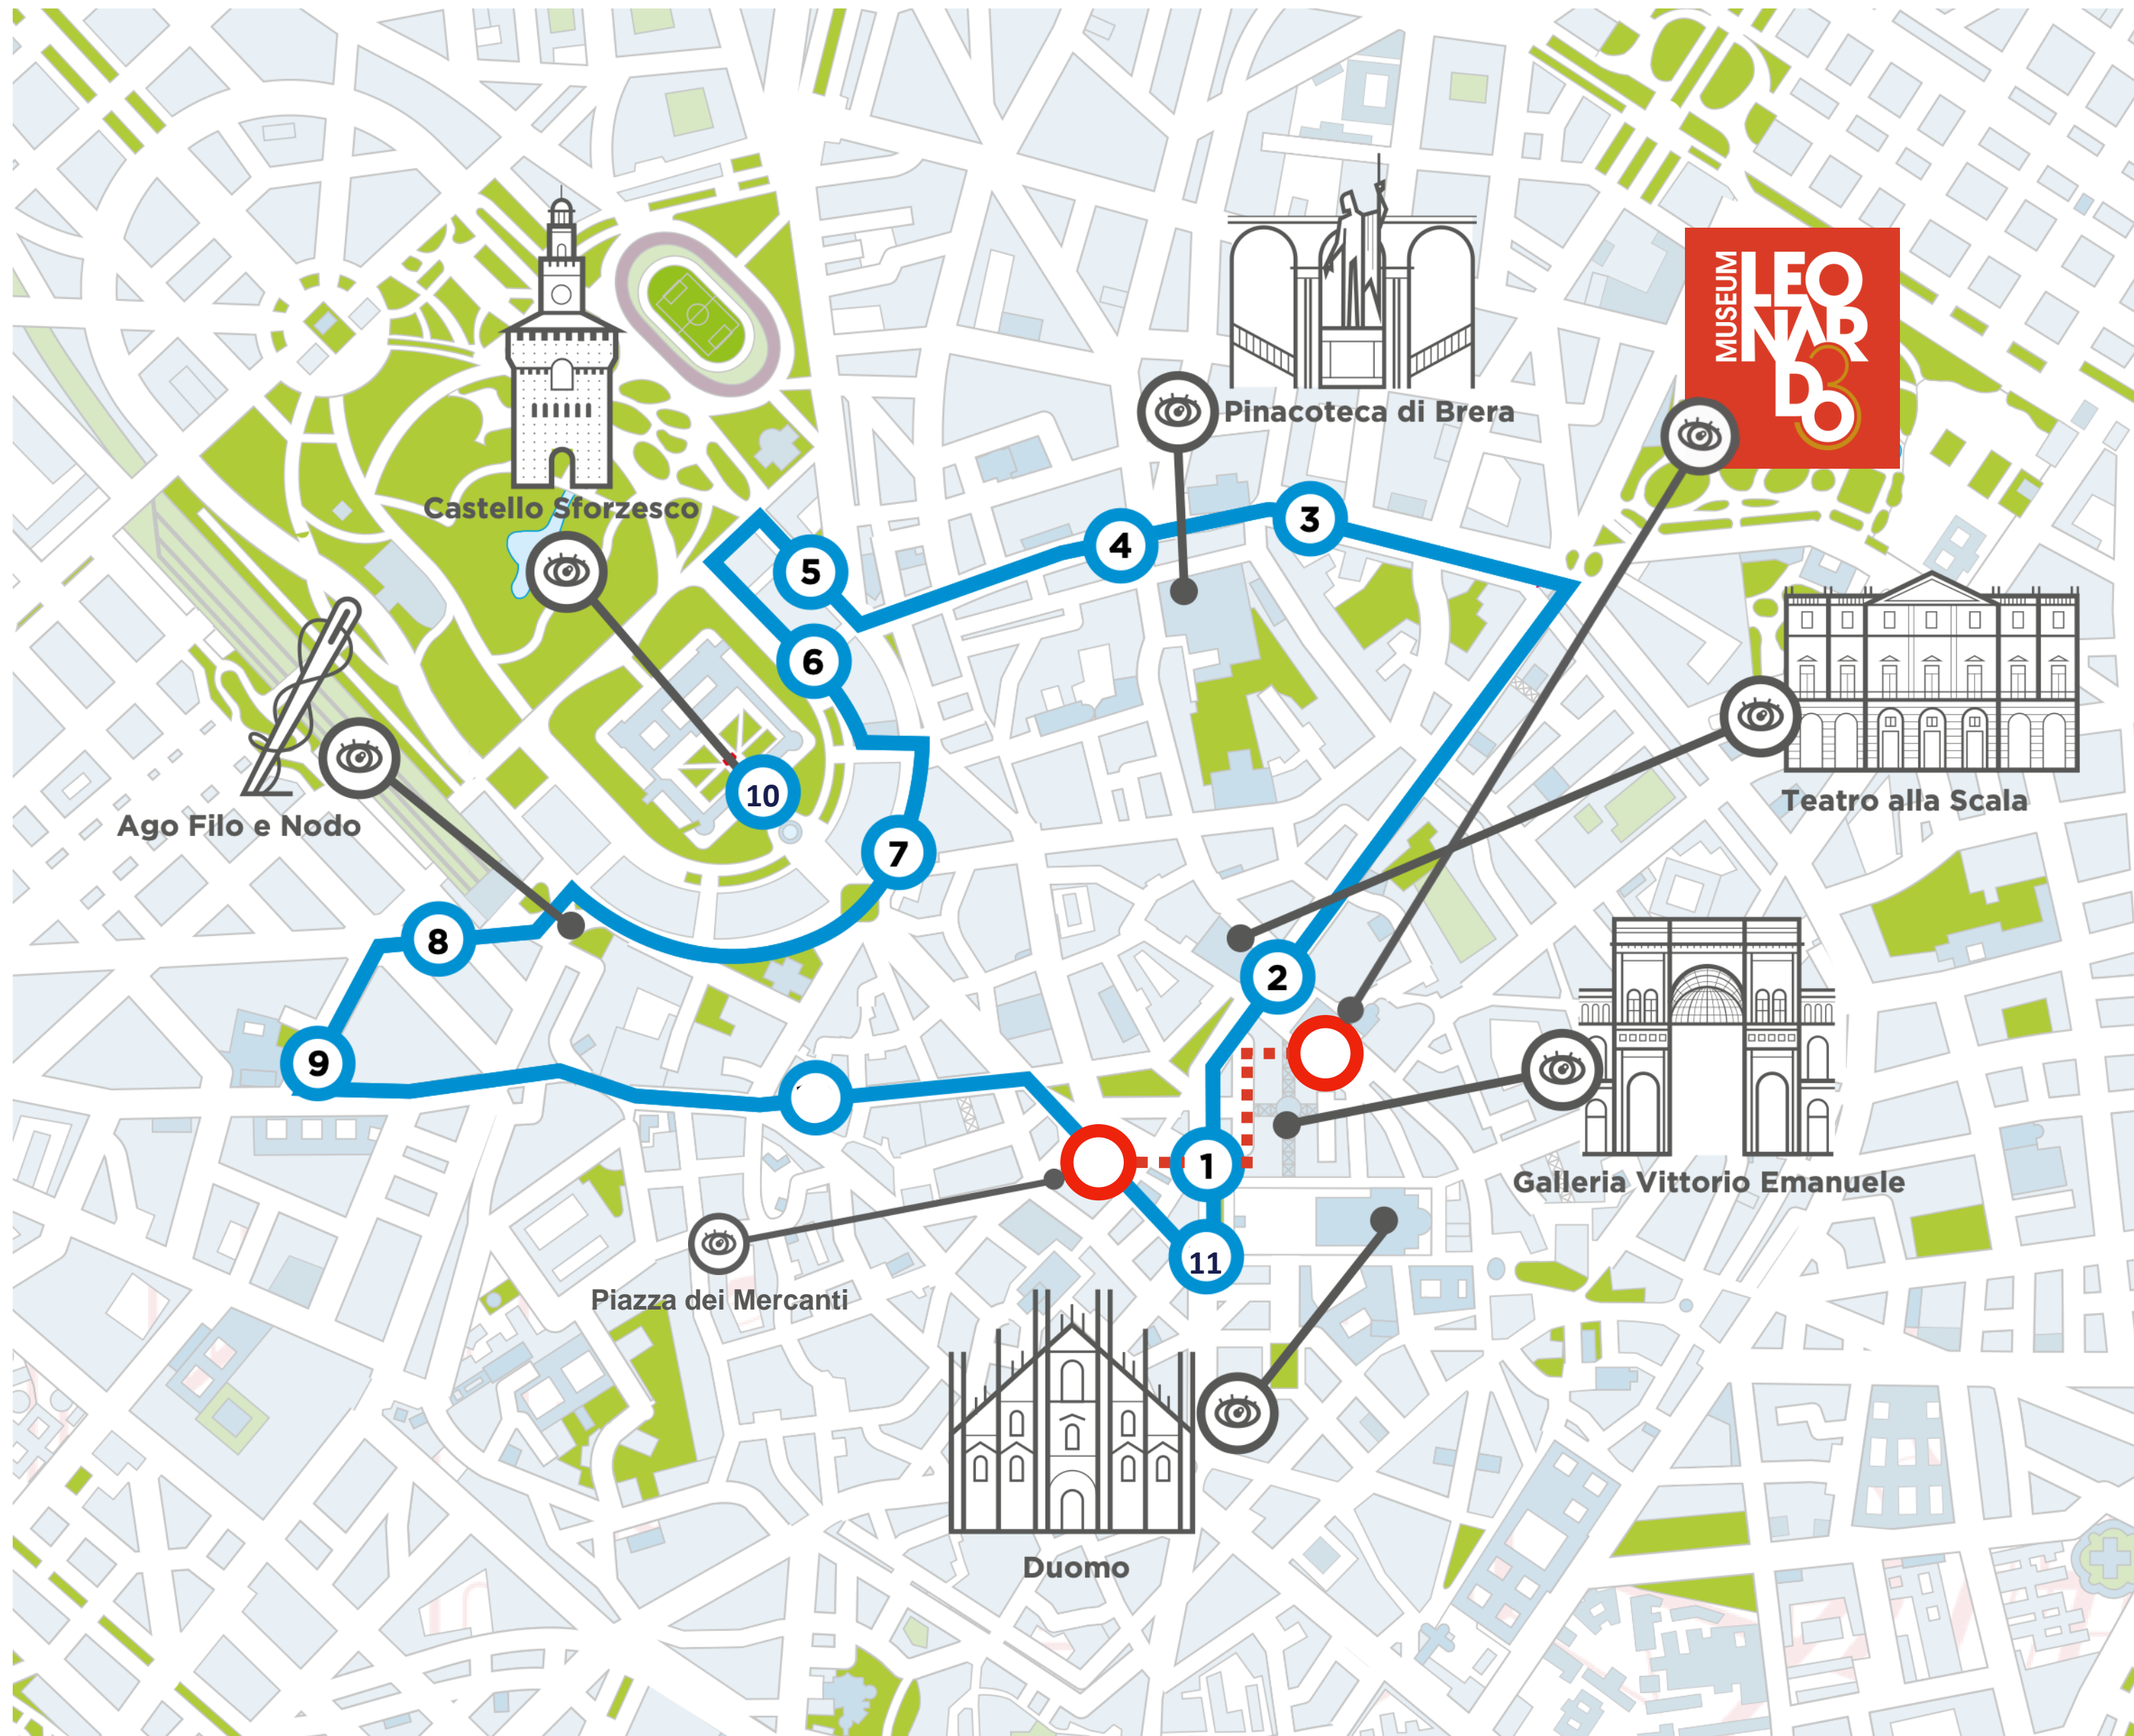 MUSEUM
LEO
NAR
DO
3
Pinacoteca di Brera
Castello Sforzesco
3
4
5
6
Ago Filo e Nodo
10
Teatro alla Scala
7
8
2
9
1
Galleria Vittorio Emanuele
11
Piazza dei Mercanti
Duomo